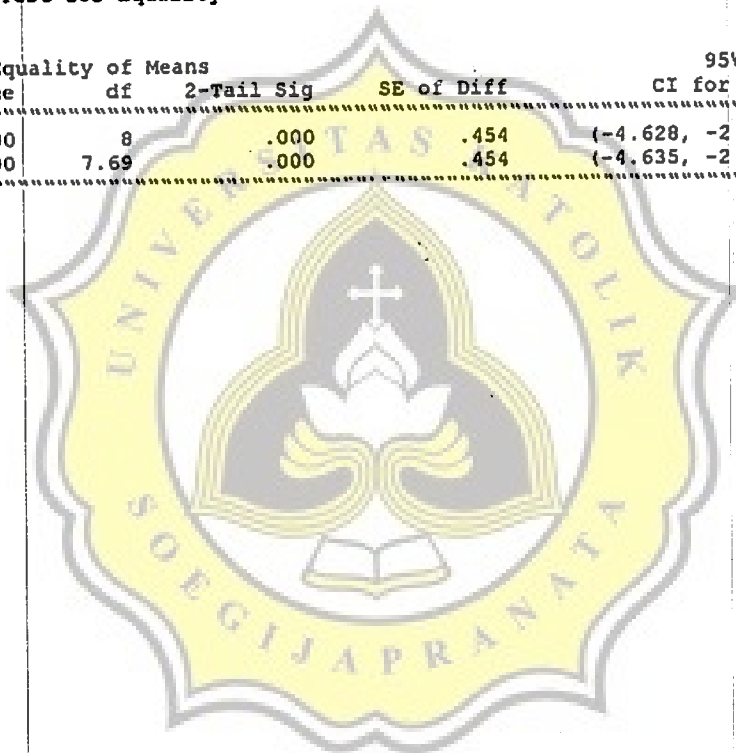 quality of Means 95%
df 2-Tail Sig SE of Diff CI for
00 8 .000 .454 (-4.628, -2
00 7.69 .000 .454 (-4.635, -2
UNIVERSITAS KATOLIK
SOEGIJAPRANATA